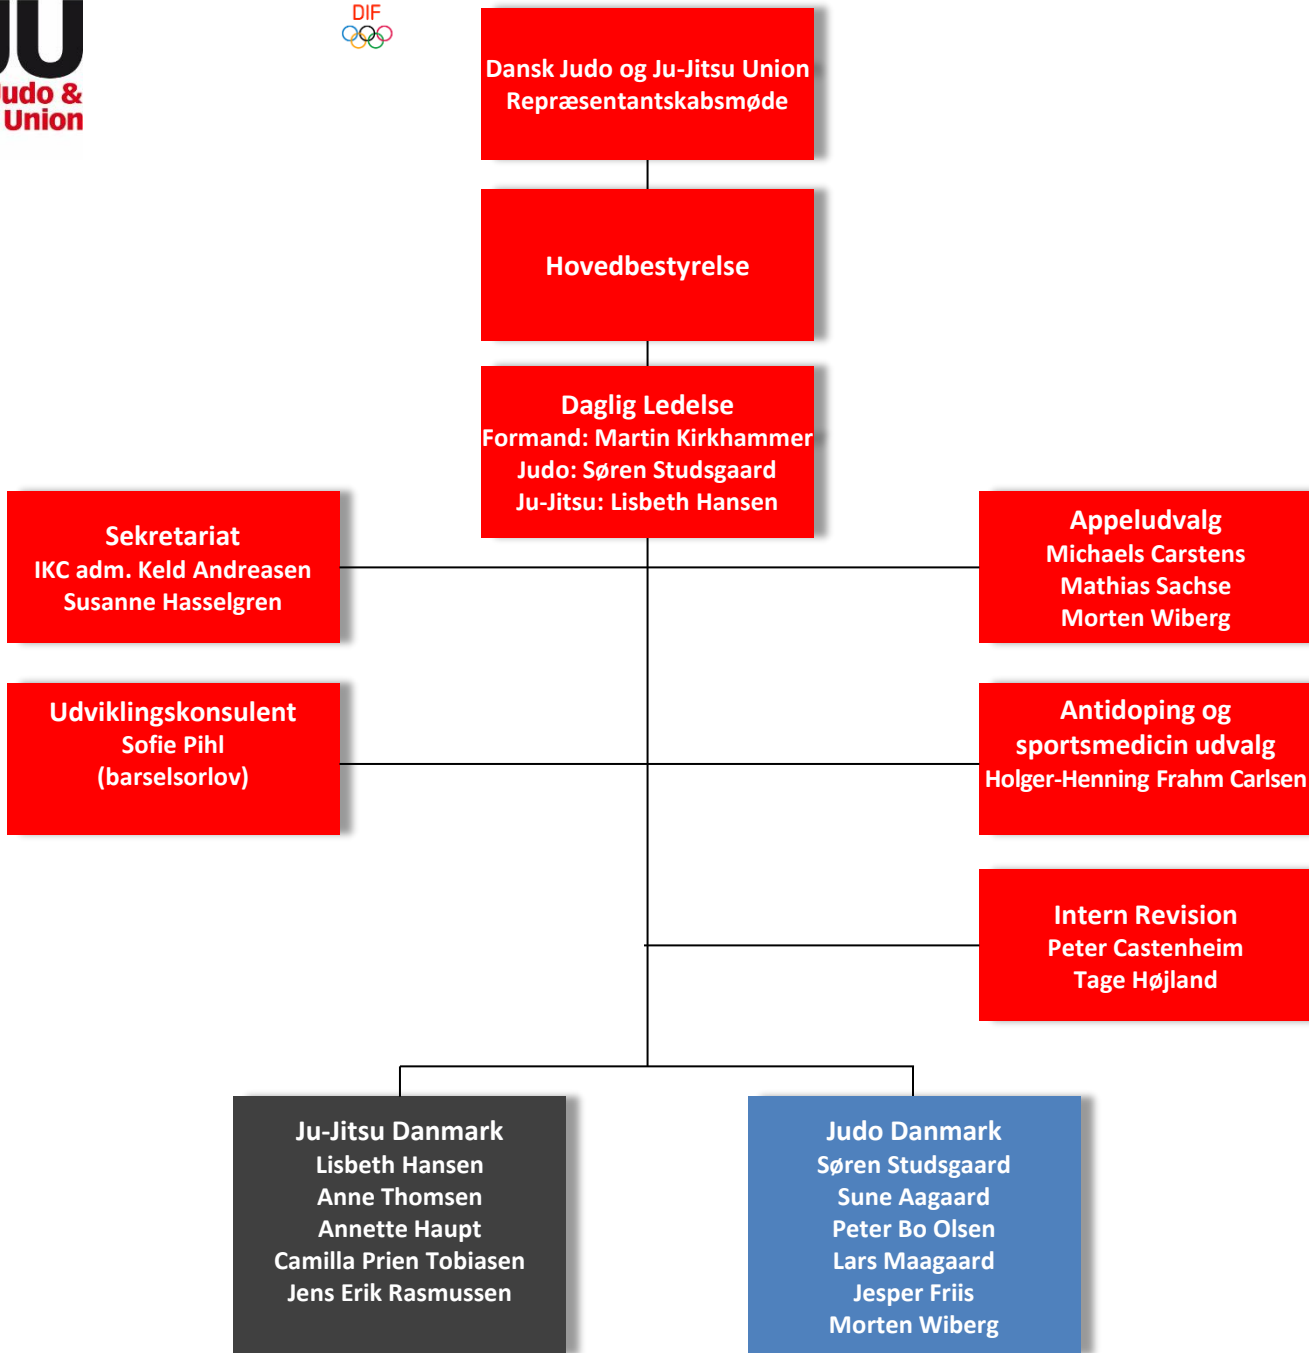 JU
Judo &
Union
DIF
Dansk Judo og Ju-Jitsu Union
Repræsentantskabsmøde
Hovedbestyrelse
Daglig Ledelse
Formand: Martin Kirkhammer
Judo: Søren Studsgaard
Ju-Jitsu: Lisbeth Hansen
Sekretariat
IKC adm. Keld Andreasen
Susanne Hasselgren
Appeludvalg
Michaels Carstens
Mathias Sachse
Morten Wiberg
Udviklingskonsulent
Sofie Pihl
(barselsorlov)
Antidoping og
sportsmedicin udvalg
Holger-Henning Frahm Carlsen
Intern Revision
Peter Castenheim
Tage Højland
Ju-Jitsu Danmark
Lisbeth Hansen
Anne Thomsen
Annette Haupt
Camilla Prien Tobiasen
Jens Erik Rasmussen
Judo Danmark
Søren Studsgaard
Sune Aagaard
Peter Bo Olsen
Lars Maagaard
Jesper Friis
Morten Wiberg